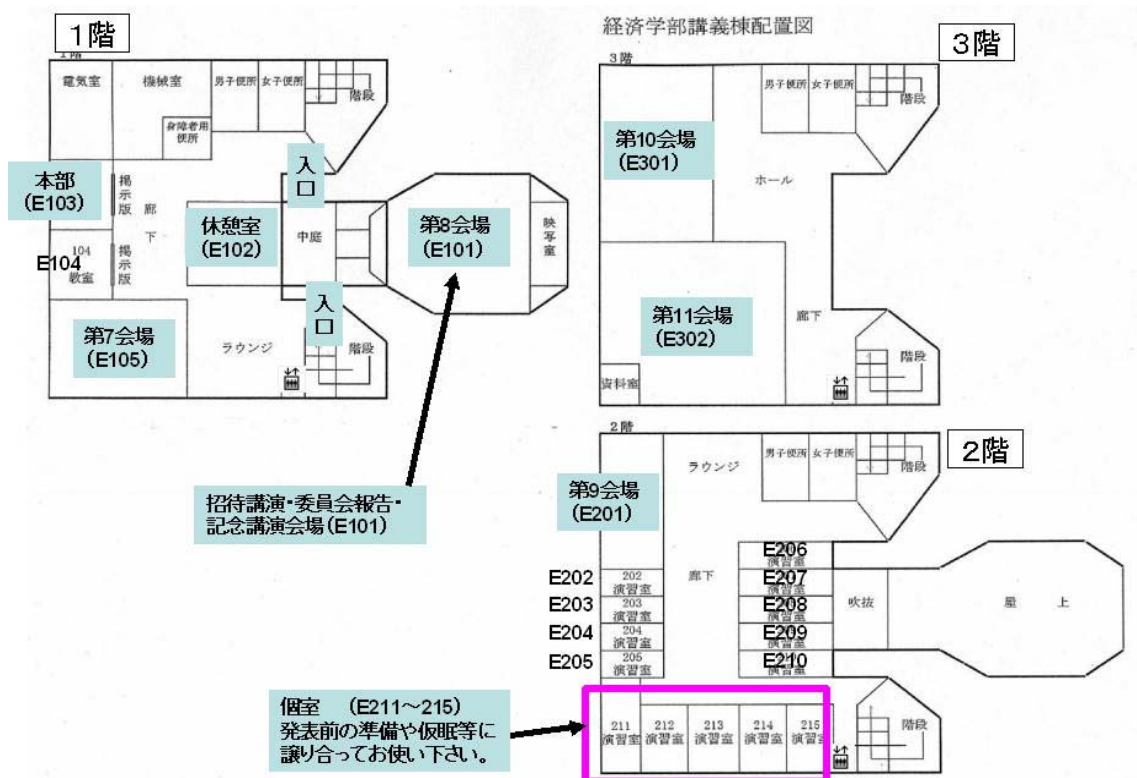 経済学部講義棟配置図
1階
1階
電気室
機械室
男子便所
女子便所
階段
身障者用
便所
入口
本部
(E103)
掲示版
廊下
休憩室
(E102)
中庭
第8会場
(E101)
映写室
E104
104
教室
掲示版
入口
第7会場
(E105)
ラウンジ
階段
招待講演・委員会報告・
記念講演会場(E101)
3階
3階
男子便所
女子便所
階段
第10会場
(E301)
ホール
第11会場
(E302)
廊下
階段
資料室
2階
2階
ラウンジ
男子便所
女子便所
階段
第9会場
(E201)
廊下
E202
202
演習室
E203
203
演習室
E204
204
演習室
E205
205
演習室
E206
演習室
E207
演習室
E208
演習室
E209
演習室
E210
演習室
吹抜
屋上
個室 (E211~215)
発表前の準備や仮眠等に
譲り合ってお使い下さい。
211
演習室
212
演習室
213
演習室
214
演習室
215
演習室
階段